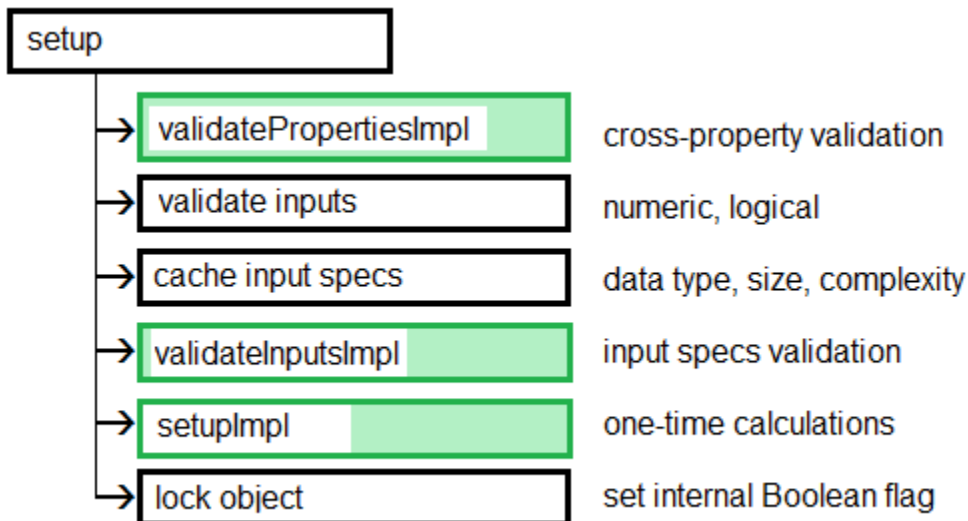 setup
validatePropertiesImpl cross-property validation
validate inputs numeric, logical
cache input specs data type, size, complexity
validateInputsImpl input specs validation
setupImpl one-time calculations
lock object set internal Boolean flag